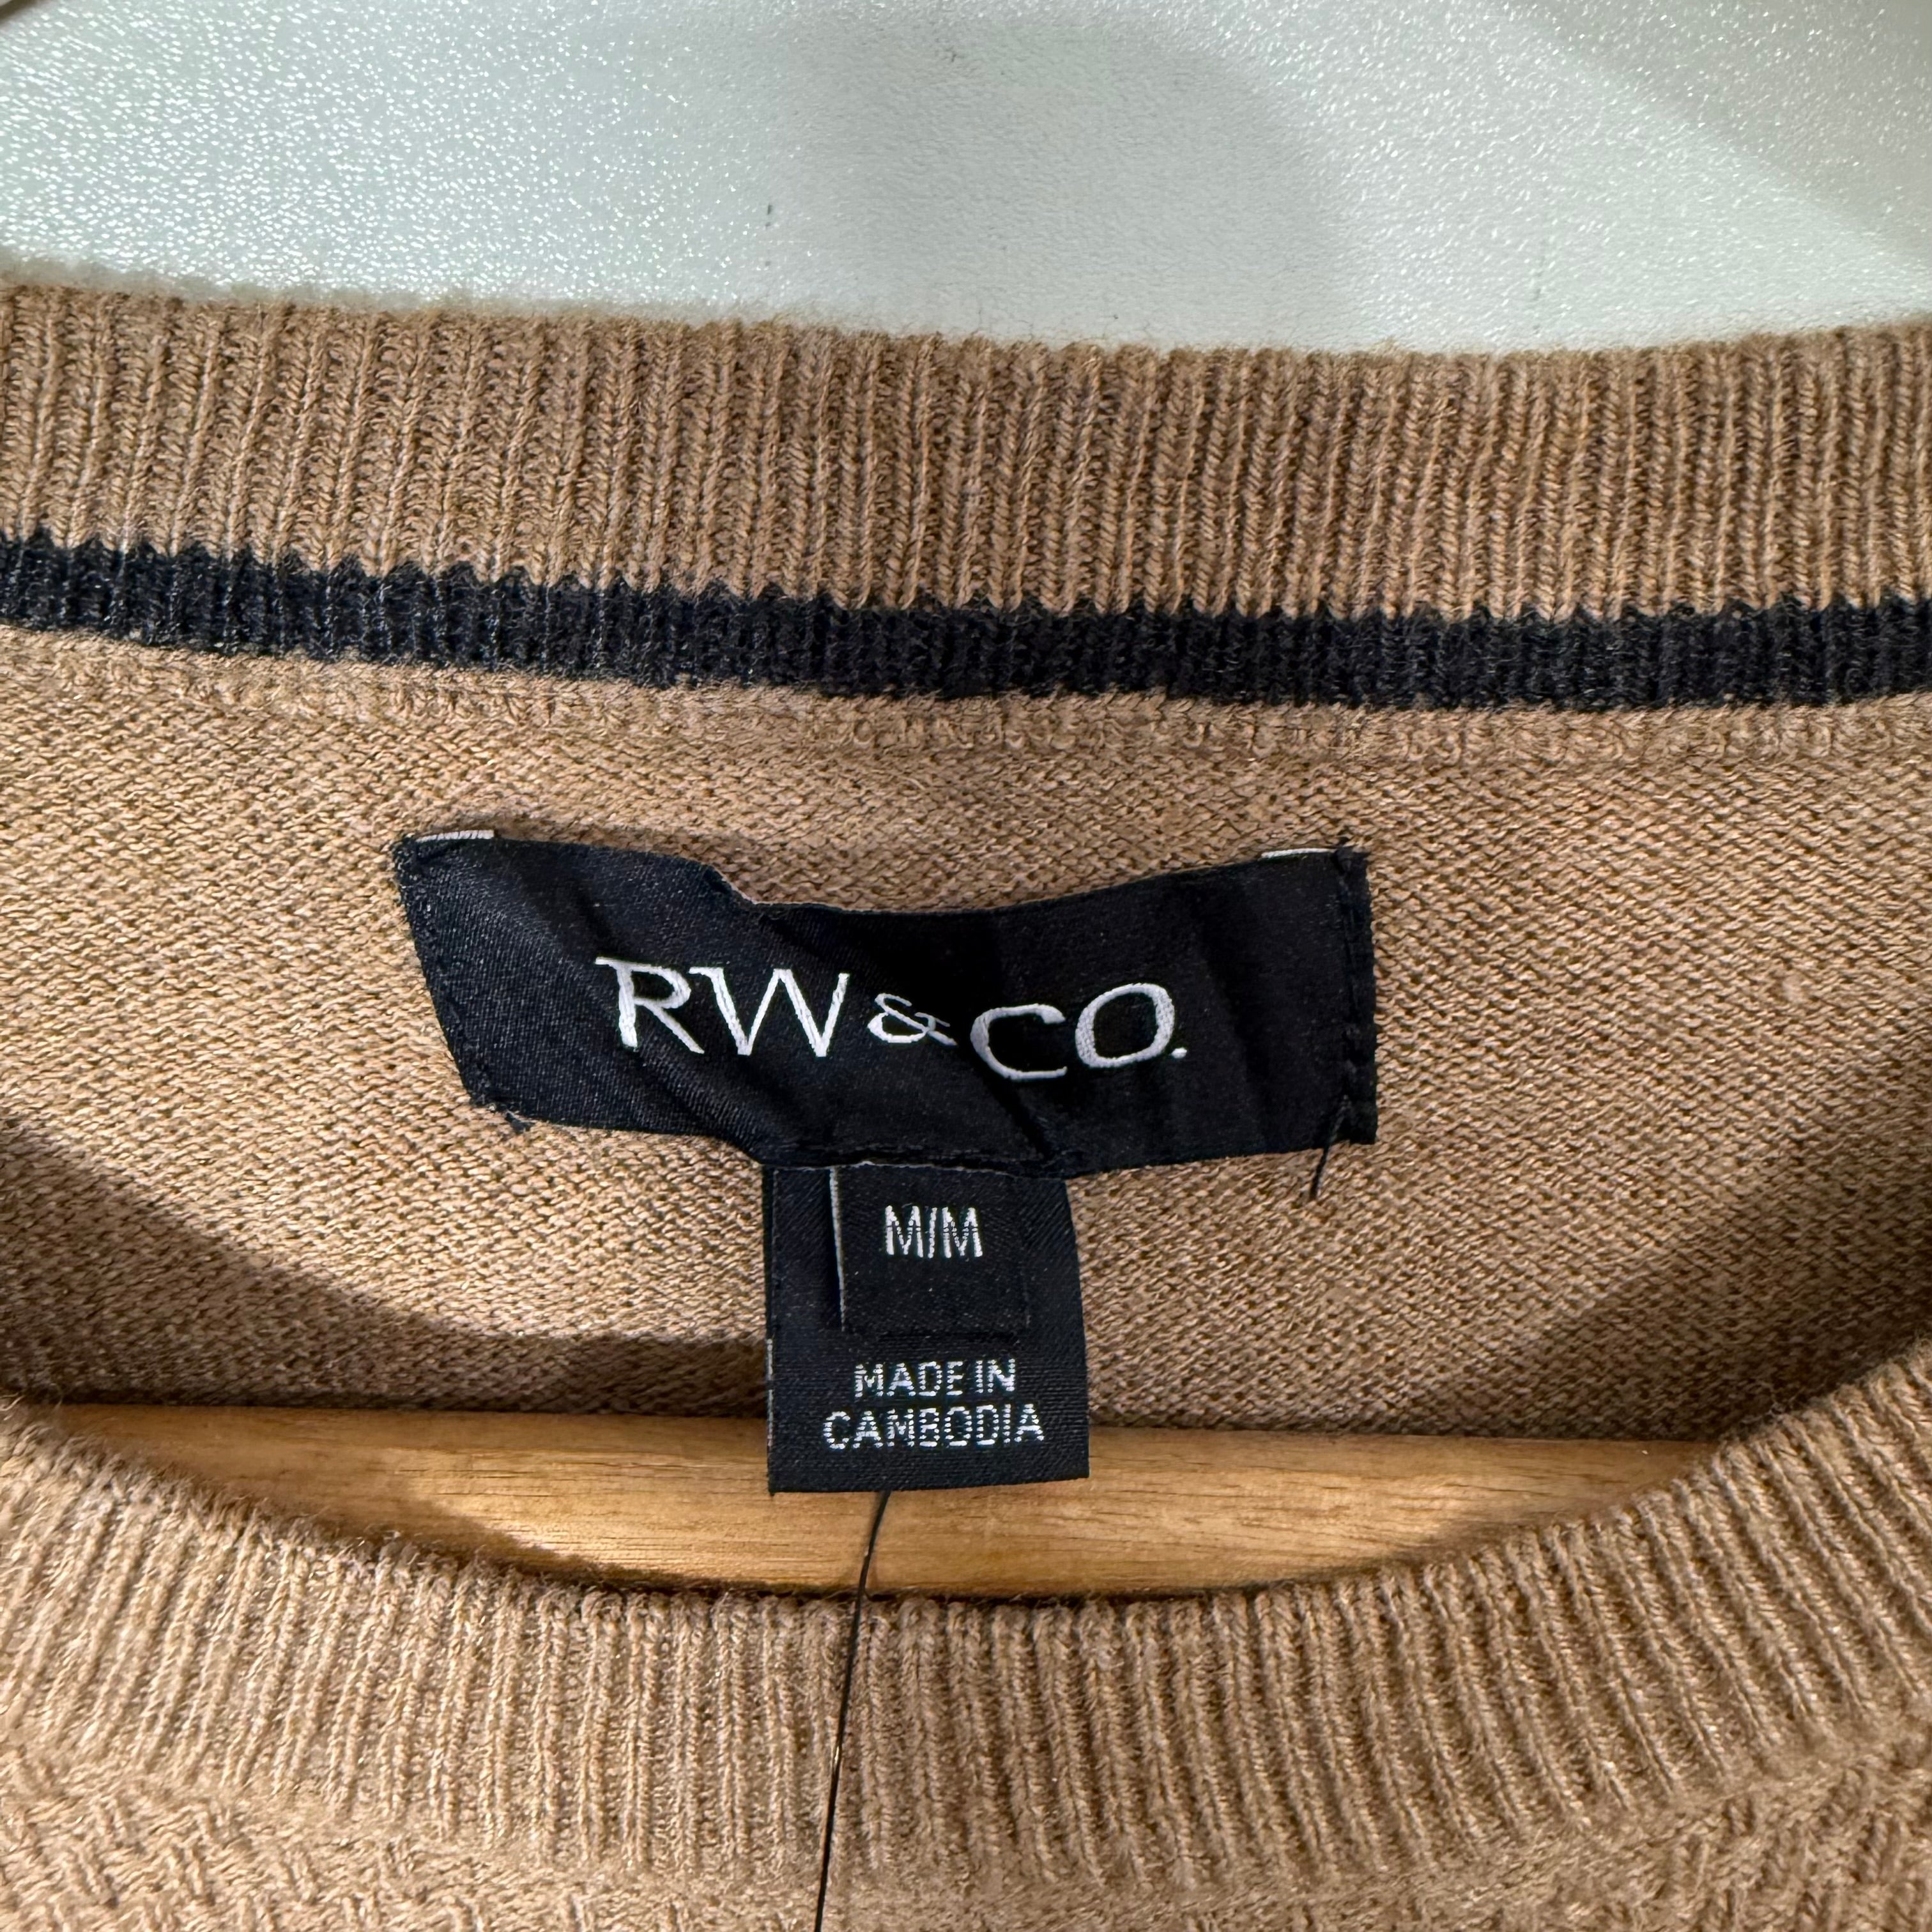 RW & CO.
M/M
MADE IN
CAMBODIA